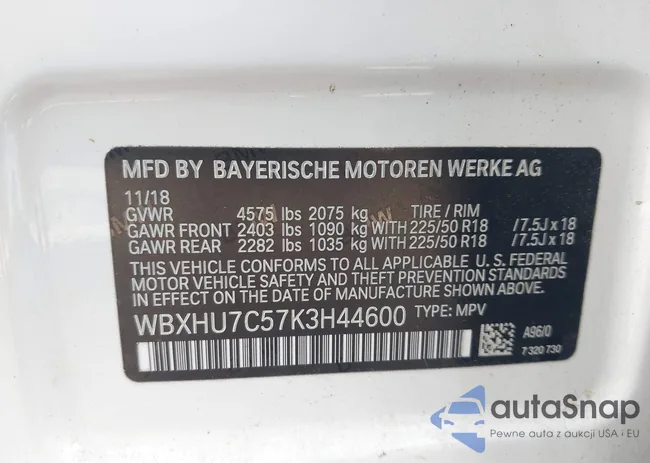 MFD BY BAYERISCHE MOTOREN WERKE AG
11/18
GVWR 4575 lbs 2075 kg TIRE / RIM
GAWR FRONT 2403 lbs 1090 kg WITH 225/50 R18 /7.5J x 18
GAWR REAR 2282 lbs 1035 kg WITH 225/50 R18 /7.5J x 18
THIS VEHICLE CONFORMS TO ALL APPLICABLE U. S. FEDERAL
MOTOR VEHICLE SAFETY AND THEFT PREVENTION STANDARDS
IN EFFECT ON THE DATE OF MANUFACTURE SHOWN ABOVE.
WBXHU7C57K3H44600 TYPE: MPV
A96/0
7 320 730
autaSnap
Pewne auta z aukcji USA i EU